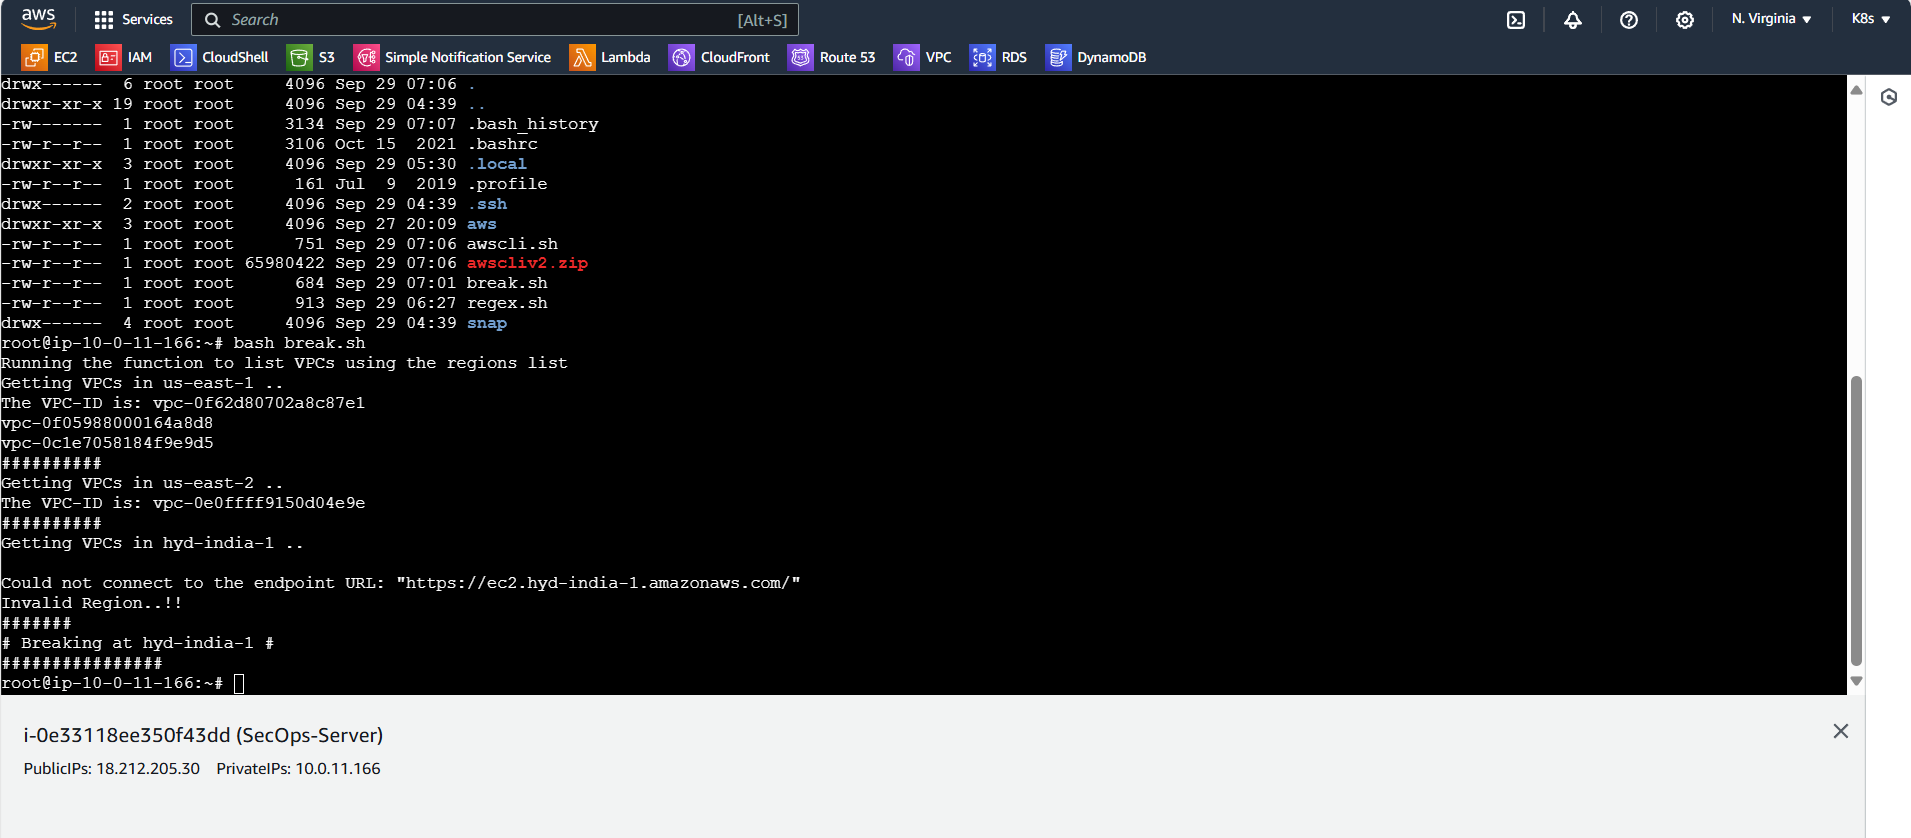 aws Services Search [Alt+S] N. Virginia K8s
EC2 IAM CloudShell S3 Simple Notification Service Lambda CloudFront Route 53 VPC RDS DynamoDB
drwx------  6 root root     4096 Sep 29 07:06 .
drwxr-xr-x 19 root root     4096 Sep 29 04:39 ..
-rw-------  1 root root     3134 Sep 29 07:07 .bash_history
-rw-r--r--  1 root root     3106 Oct 15  2021 .bashrc
drwxr-xr-x  3 root root     4096 Sep 29 05:30 .local
-rw-r--r--  1 root root      161 Jul  9  2019 .profile
drwx------  2 root root     4096 Sep 29 04:39 .ssh
drwxr-xr-x  3 root root     4096 Sep 27 20:09 aws
-rw-r--r--  1 root root      751 Sep 29 07:06 awscli.sh
-rw-r--r--  1 root root 65980422 Sep 29 07:06 awscliv2.zip
-rw-r--r--  1 root root      684 Sep 29 07:01 break.sh
-rw-r--r--  1 root root      913 Sep 29 06:27 regex.sh
drwx------  4 root root     4096 Sep 29 04:39 snap
root@ip-10-0-11-166:~# bash break.sh
Running the function to list VPCs using the regions list
Getting VPCs in us-east-1 ..
The VPC-ID is: vpc-0f62d80702a8c87e1
vpc-0f05988000164a8d8
vpc-0c1e7058184f9e9d5
##########
Getting VPCs in us-east-2 ..
The VPC-ID is: vpc-0e0ffff9150d04e9e
##########
Getting VPCs in hyd-india-1 ..
Could not connect to the endpoint URL: "https://ec2.hyd-india-1.amazonaws.com/"
Invalid Region..!!
#######
# Breaking at hyd-india-1 #
################
root@ip-10-0-11-166:~#
i-0e33118ee350f43dd (SecOps-Server)
PublicIPs: 18.212.205.30 PrivateIPs: 10.0.11.166